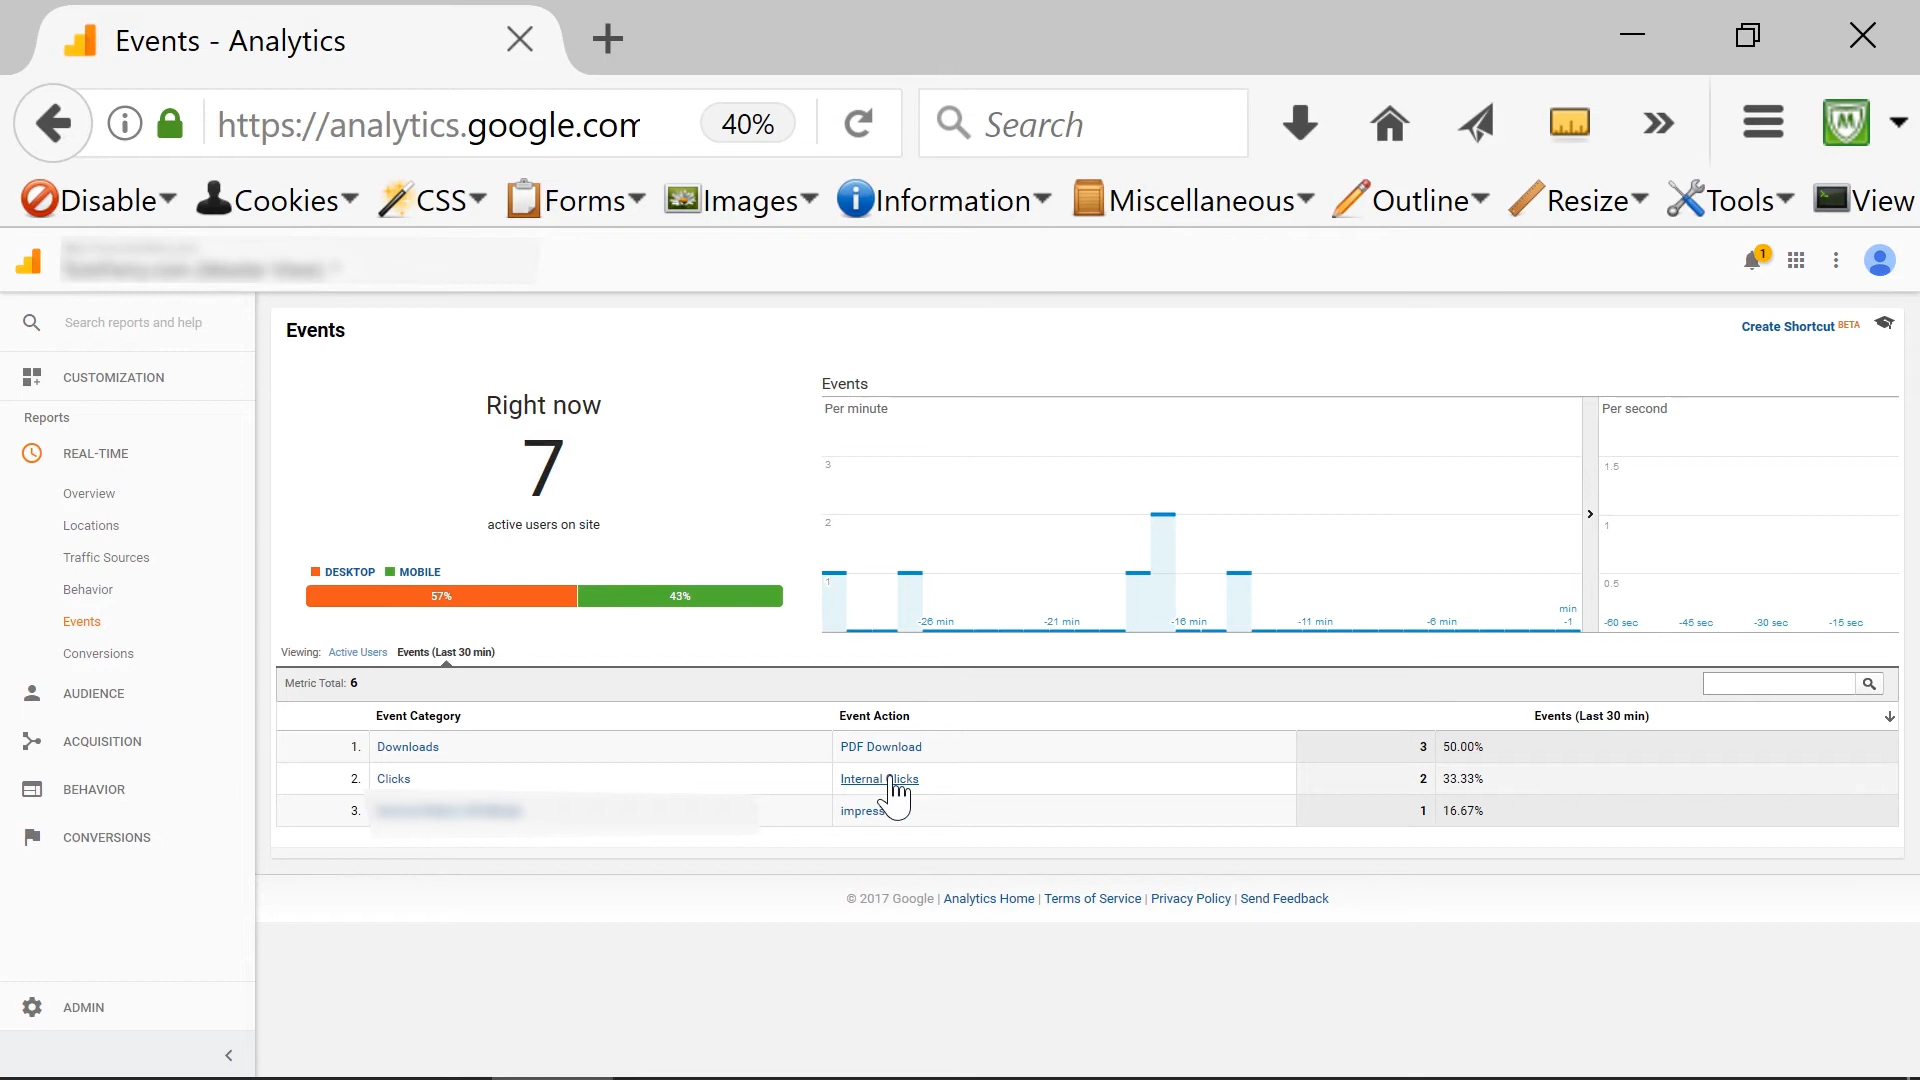 Events - Analytics
https://analytics.google.com
40%
Search
Disable
Cookies
CSS
Forms
Images
Information
Miscellaneous
Outline
Resize
Tools
View
1
Search reports and help
CUSTOMIZATION
Reports
REAL-TIME
Overview
Locations
Traffic Sources
Behavior
Events
Conversions
AUDIENCE
ACQUISITION
BEHAVIOR
CONVERSIONS
ADMIN
Events
Create Shortcut BETA
Right now
7
active users on site
DESKTOP MOBILE
57% 43%
Events
Per minute
3
2
1
-26 min -21 min -16 min -11 min -6 min min -1
Per second
1.5
1
0.5
-60 sec -45 sec -30 sec -15 sec
Viewing: Active Users Events (Last 30 min)
Metric Total: 6
Event Category Event Action Events (Last 30 min)
1. Downloads PDF Download 3 50.00%
2. Clicks Internal Clicks 2 33.33%
3. impress 1 16.67%
© 2017 Google | Analytics Home | Terms of Service | Privacy Policy | Send Feedback